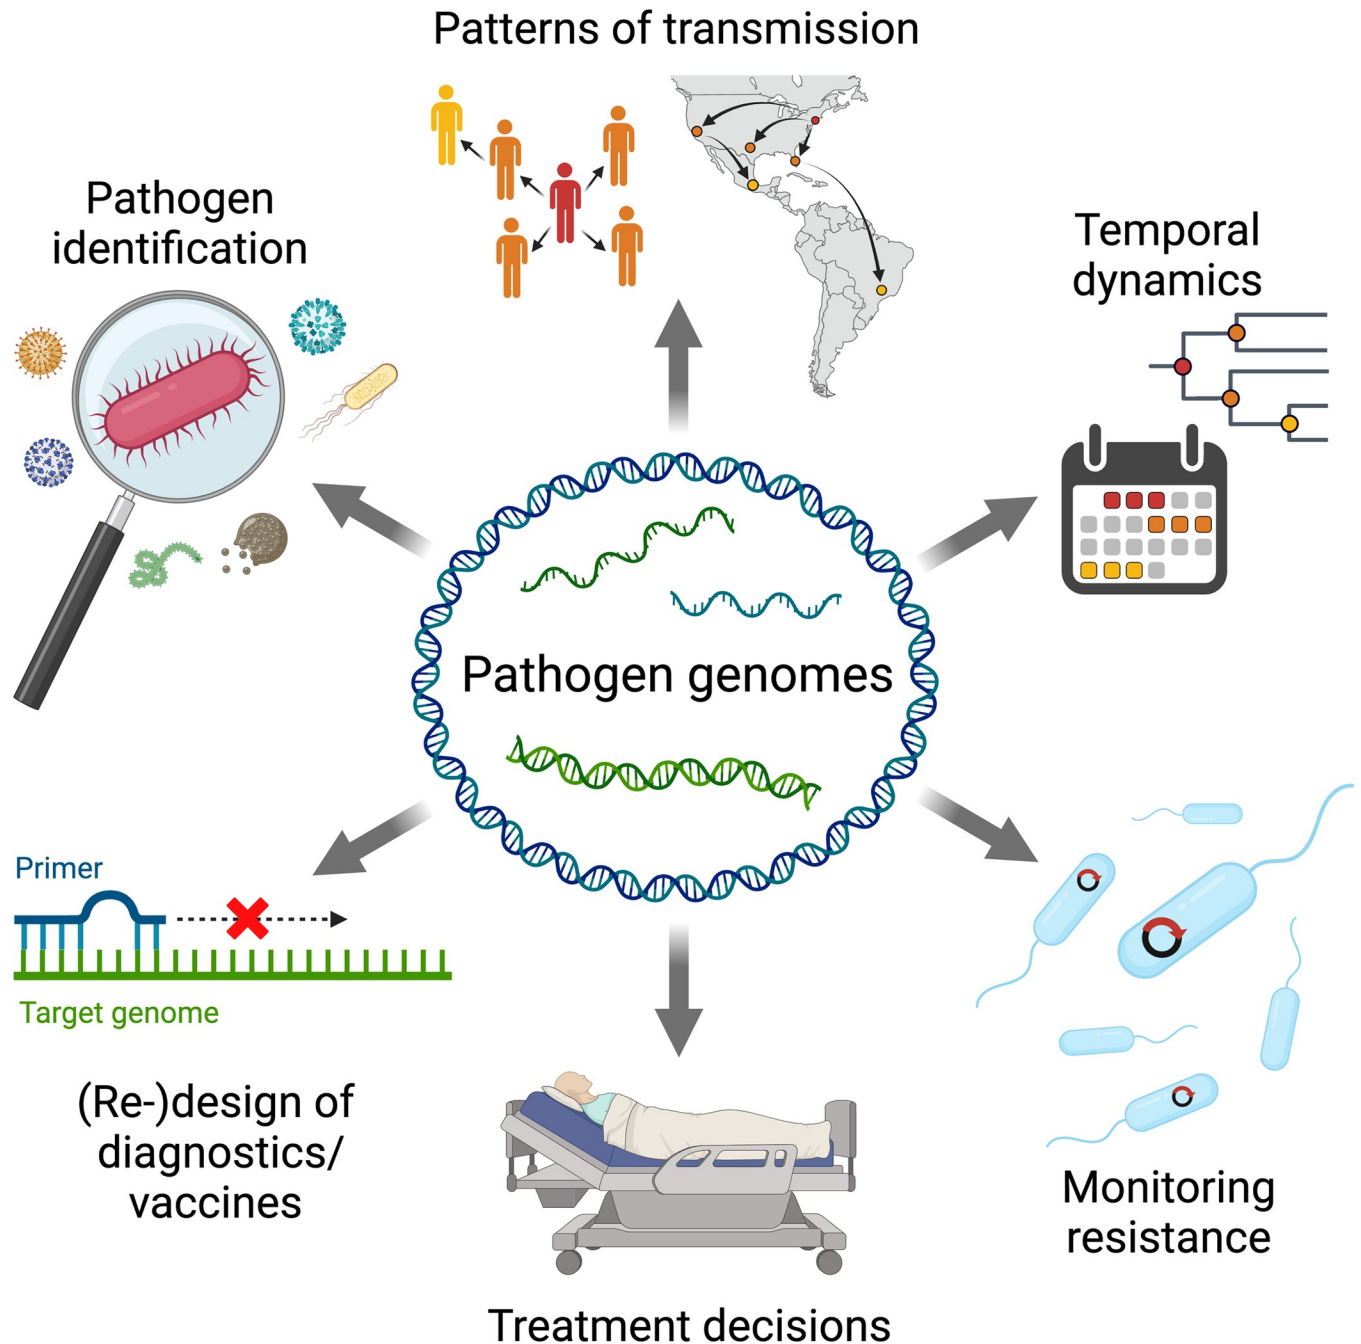 Patterns of transmission
Pathogen
identification
Temporal
dynamics
Pathogen genomes
Primer
Target genome
(Re-)design of
diagnostics/
vaccines
Monitoring
resistance
Treatment decisions